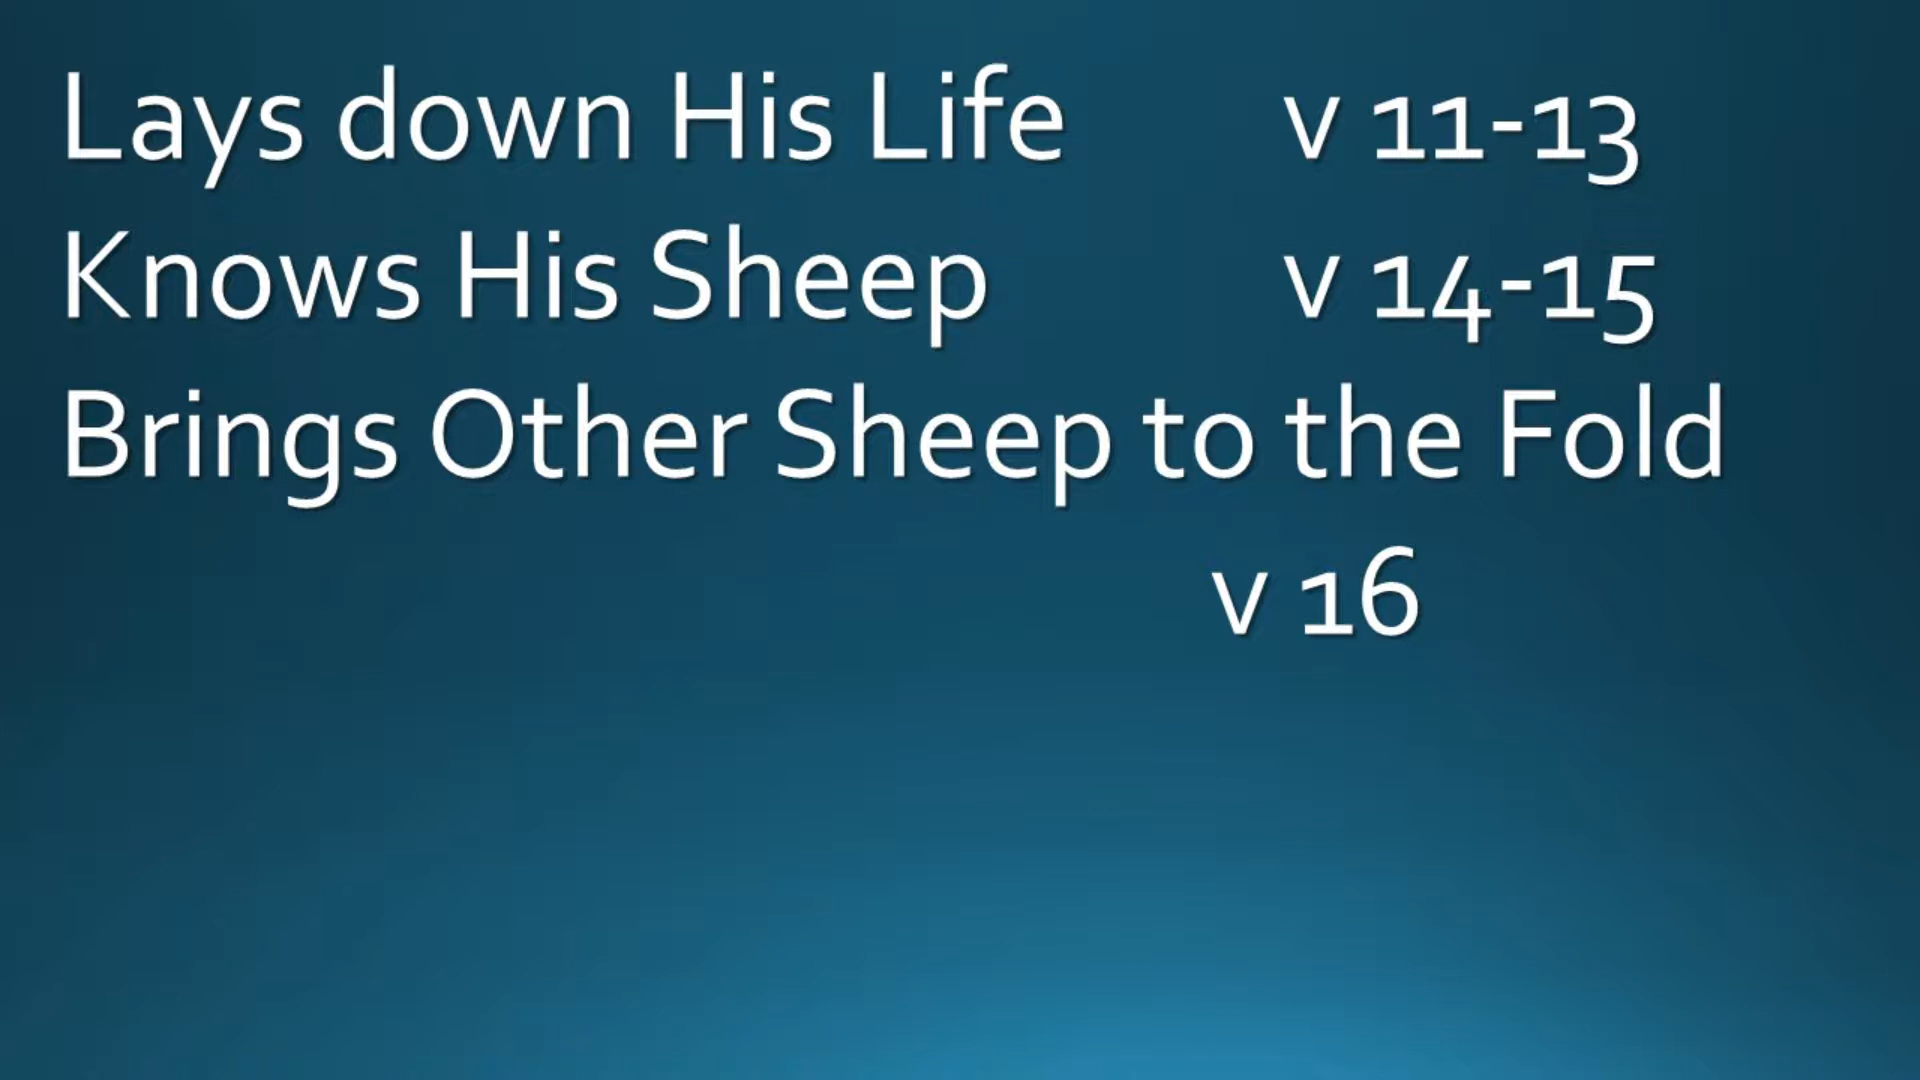 Lays down His Life v 11-13
Knows His Sheep v 14-15
Brings Other Sheep to the Fold
v 16